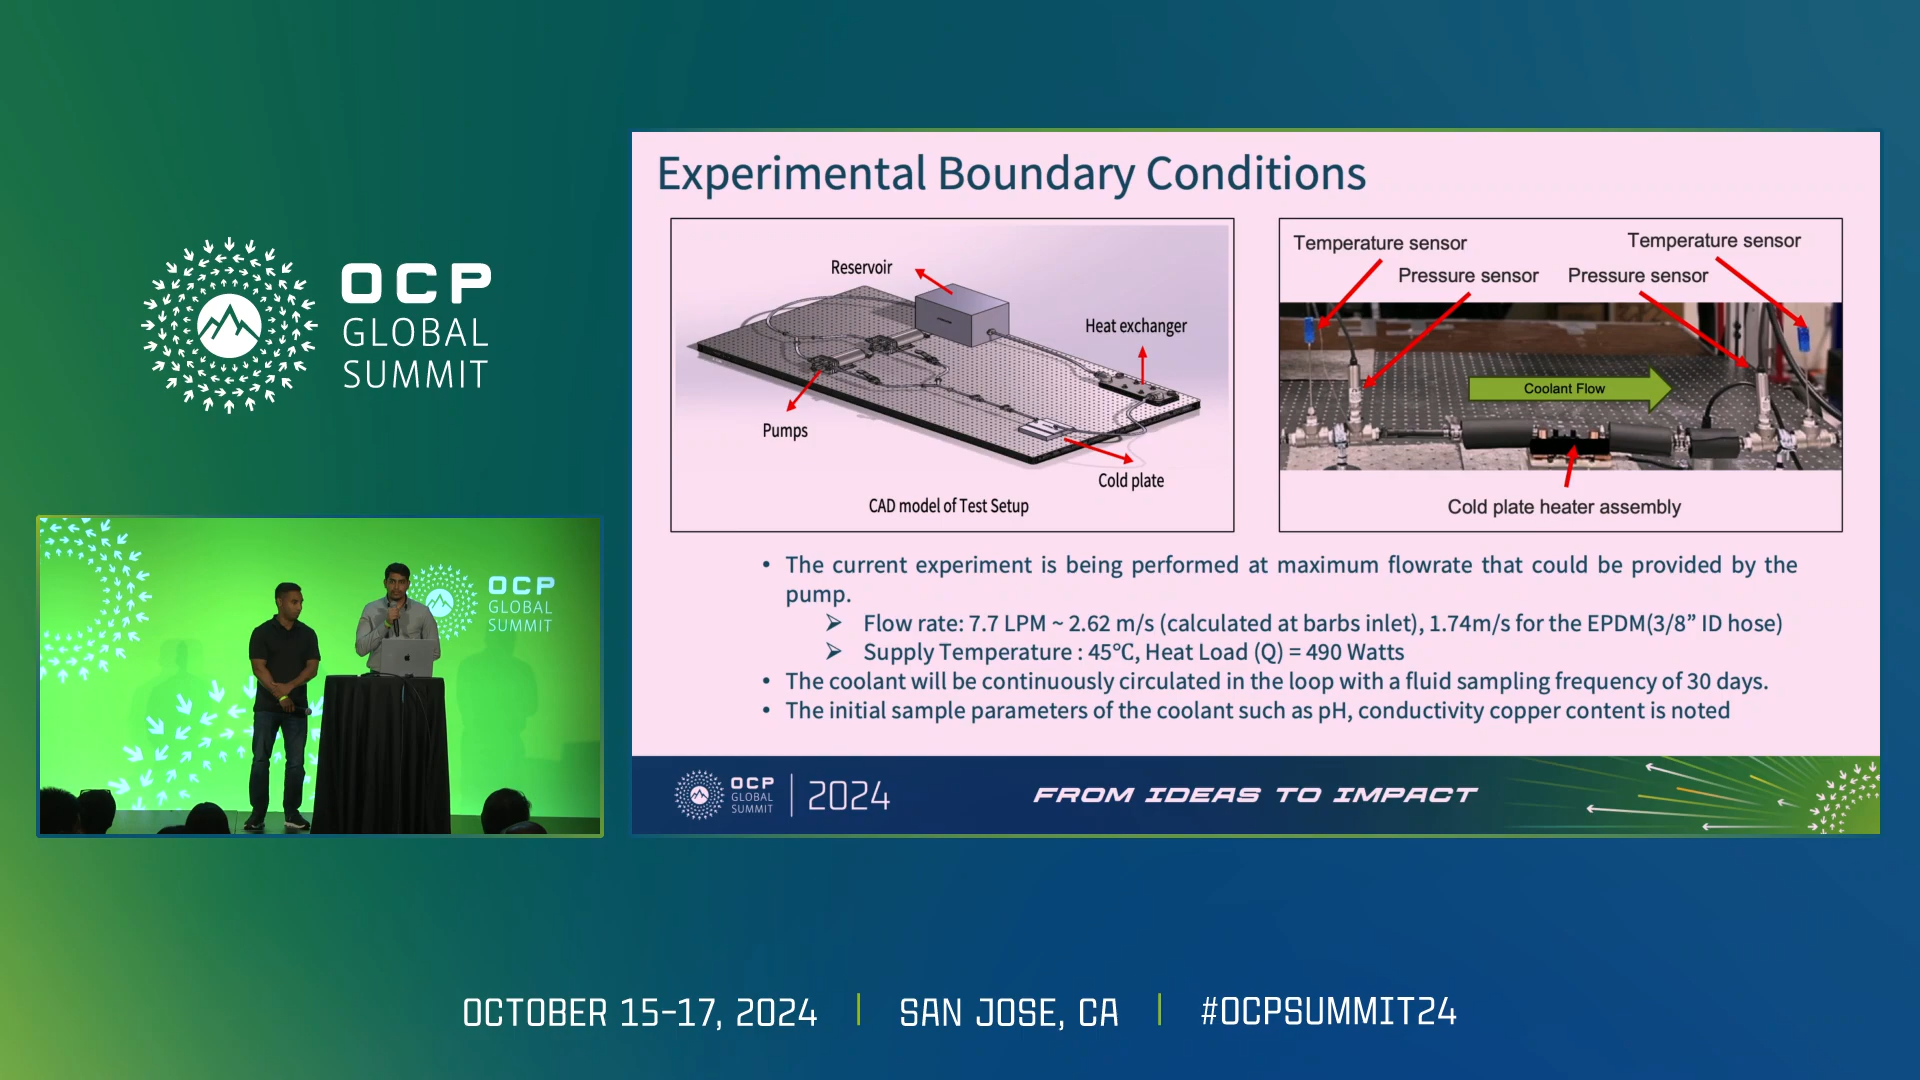 OCP
GLOBAL
SUMMIT
OCP
GLOBAL
SUMMIT
Experimental Boundary Conditions
Reservoir
Heat exchanger
Pumps
Cold plate
CAD model of Test Setup
Temperature sensor
Temperature sensor
Pressure sensor
Pressure sensor
Coolant Flow
Cold plate heater assembly
• The current experiment is being performed at maximum flowrate that could be provided by the
pump.
➢ Flow rate: 7.7 LPM ~ 2.62 m/s (calculated at barbs inlet), 1.74m/s for the EPDM(3/8” ID hose)
➢ Supply Temperature : 45℃, Heat Load (Q) = 490 Watts
• The coolant will be continuously circulated in the loop with a fluid sampling frequency of 30 days.
• The initial sample parameters of the coolant such as pH, conductivity copper content is noted
OCP
GLOBAL
SUMMIT
2024
FROM IDEAS TO IMPACT
OCTOBER 15-17, 2024 | SAN JOSE, CA | #OCPSUMMIT24